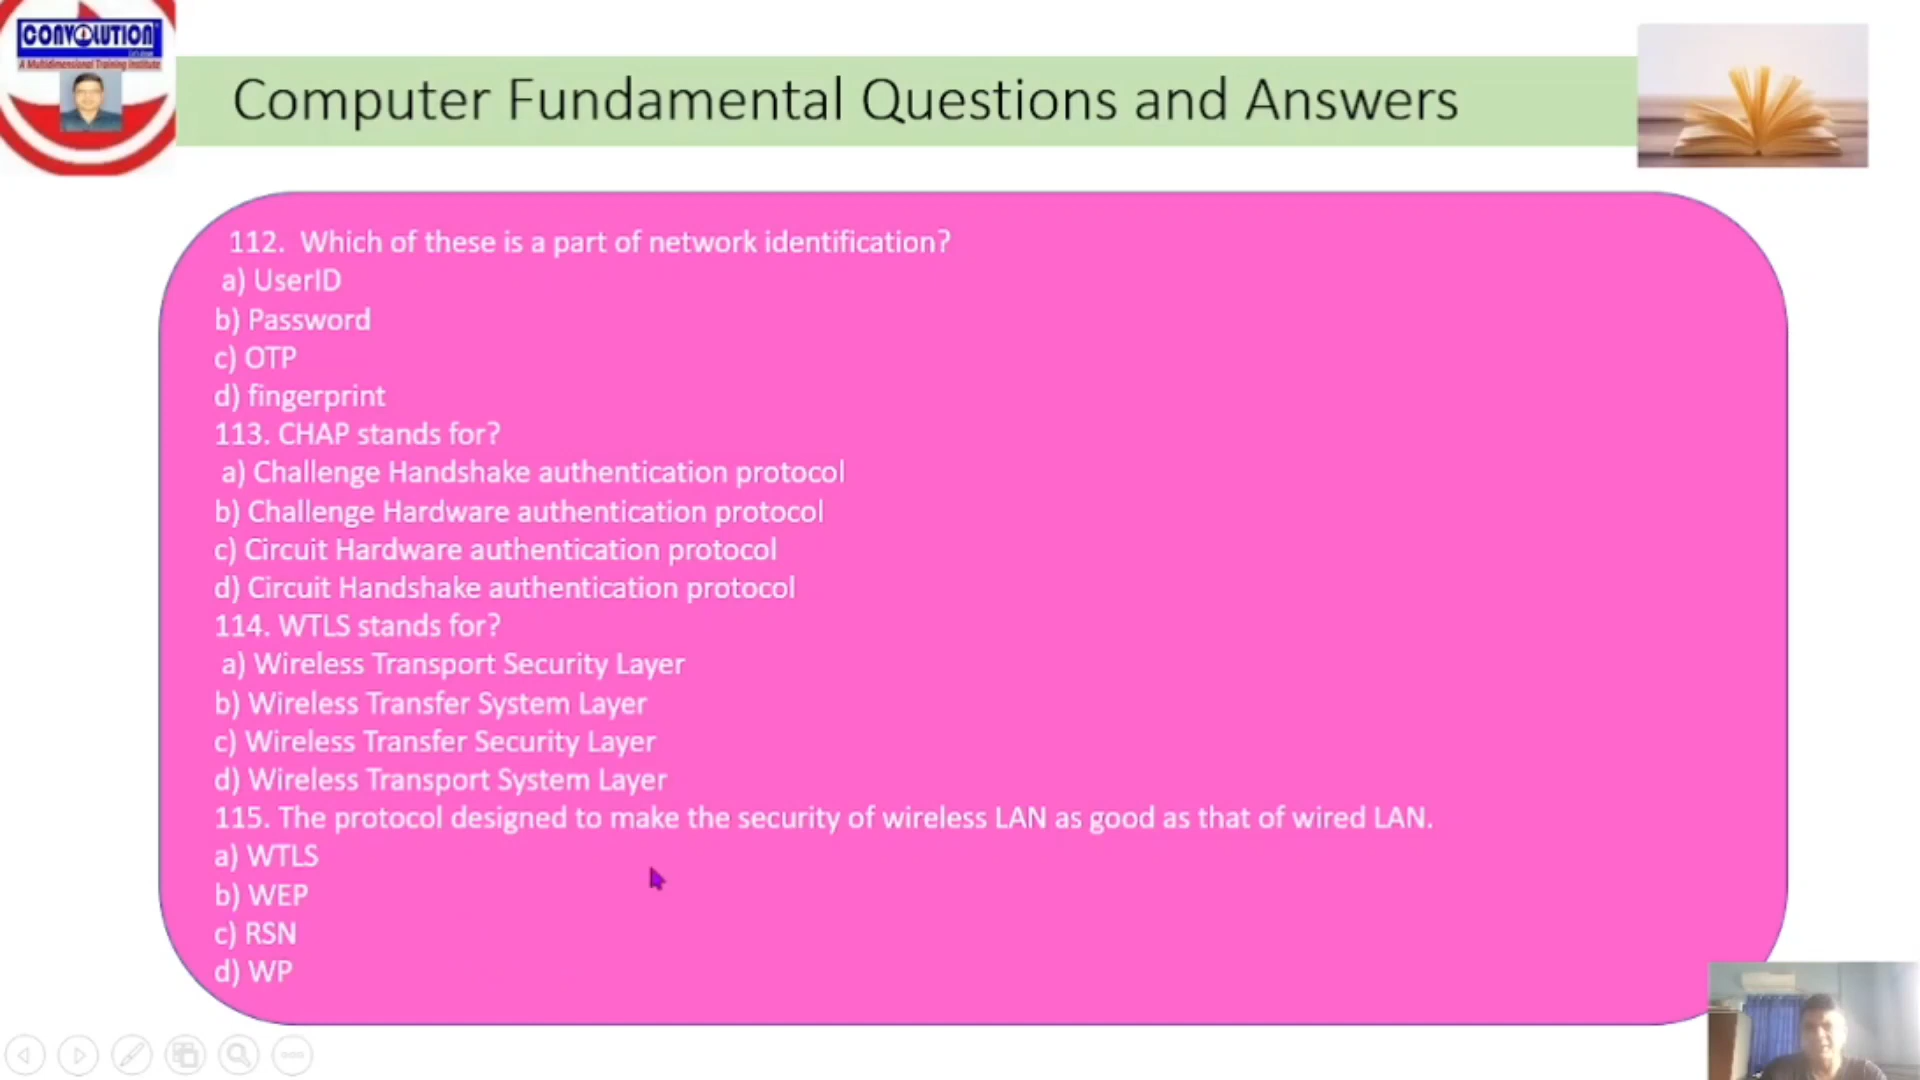 CONVOLUTION
A Multidimensional Training Institute
Computer Fundamental Questions and Answers
112. Which of these is a part of network identification?
a) UserID
b) Password
c) OTP
d) fingerprint
113. CHAP stands for?
a) Challenge Handshake authentication protocol
b) Challenge Hardware authentication protocol
c) Circuit Hardware authentication protocol
d) Circuit Handshake authentication protocol
114. WTLS stands for?
a) Wireless Transport Security Layer
b) Wireless Transfer System Layer
c) Wireless Transfer Security Layer
d) Wireless Transport System Layer
115. The protocol designed to make the security of wireless LAN as good as that of wired LAN.
a) WTLS
b) WEP
c) RSN
d) WP